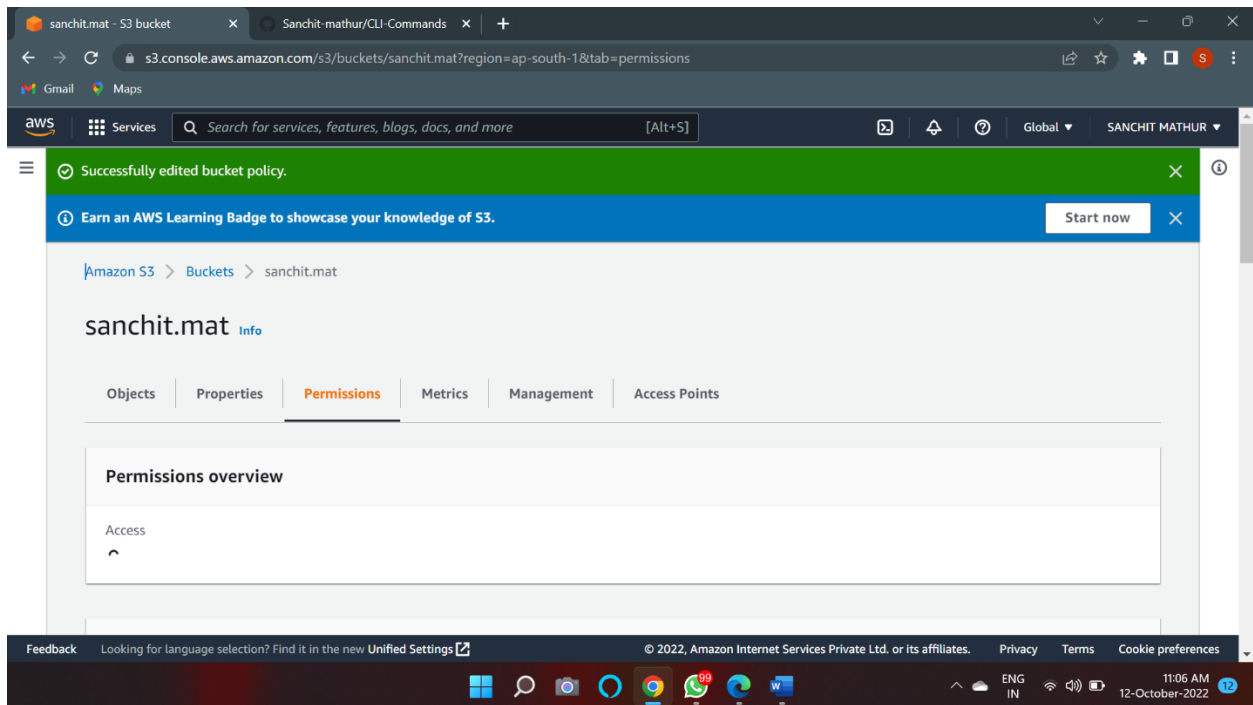 sanchit.mat - S3 bucket
Sanchit-mathur/CLI-Commands
s3.console.aws.amazon.com/s3/buckets/sanchit.mat?region=ap-south-1&tab=permissions
S
Gmail Maps
aws Services Search for services, features, blogs, docs, and more [Alt+S] Global SANCHIT MATHUR
Successfully edited bucket policy.
Earn an AWS Learning Badge to showcase your knowledge of S3. Start now
Amazon S3 Buckets sanchit.mat
sanchit.mat Info
Objects Properties Permissions Metrics Management Access Points
Permissions overview
Access
Feedback Looking for language selection? Find it in the new Unified Settings © 2022, Amazon Internet Services Private Ltd. or its affiliates. Privacy Terms Cookie preferences
99
W
ENG
IN
11:06 AM
12-October-2022
12